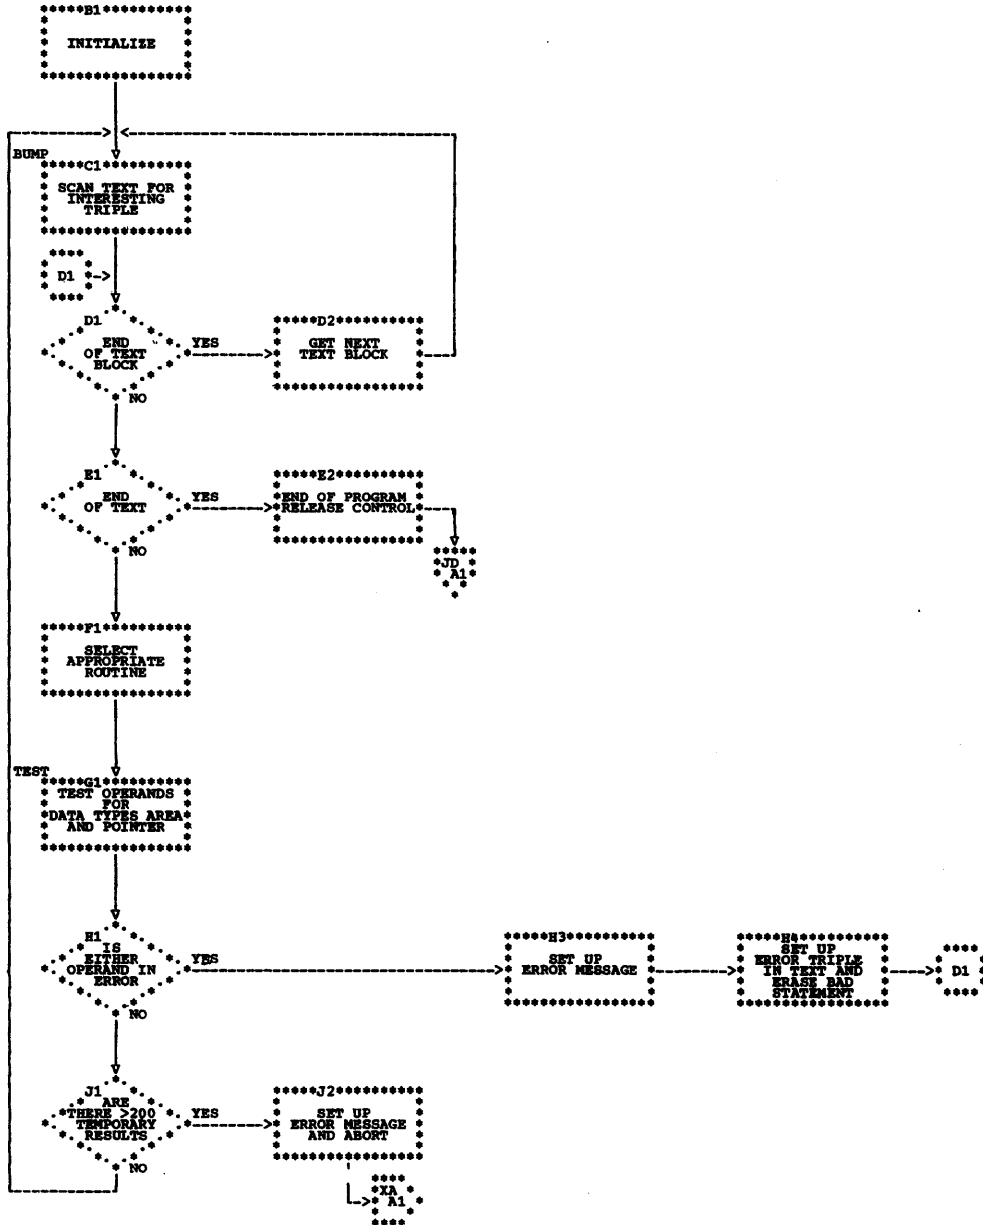 B1
INITIALIZE
BUMP
C1
SCAN TEXT FOR
INTERESTING
TRIPLE
D1
D1
END
OF TEXT
BLOCK
YES
NO
D2
GET NEXT
TEXT BLOCK
E1
END
OF TEXT
YES
NO
E2
END OF PROGRAM
RELEASE CONTROL
JD
A1
F1
SELECT
APPROPRIATE
ROUTINE
TEST
G1
TEST OPERANDS
FOR
DATA TYPES AREA
AND POINTER
H1
IS
EITHER
OPERAND IN
ERROR
YES
NO
H3
SET UP
ERROR MESSAGE
H4
SET UP
ERROR TRIPLE
IN TEXT AND
ERASE BAD
STATEMENT
D1
J1
ARE
THERE >200
TEMPORARY
RESULTS
YES
NO
J2
SET UP
ERROR MESSAGE
AND ABORT
XA
A1